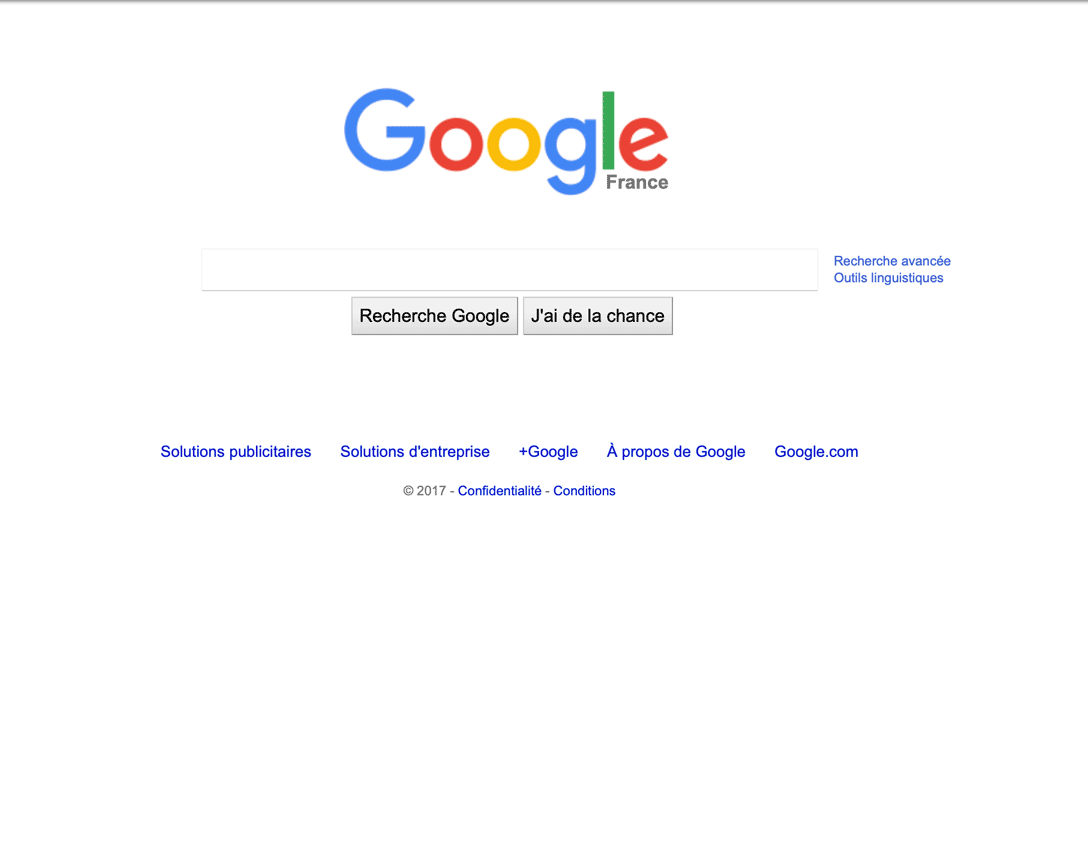 Google
France
Recherche avancée
Outils linguistiques
Recherche Google J'ai de la chance
Solutions publicitaires Solutions d'entreprise +Google À propos de Google Google.com
© 2017 - Confidentialité - Conditions